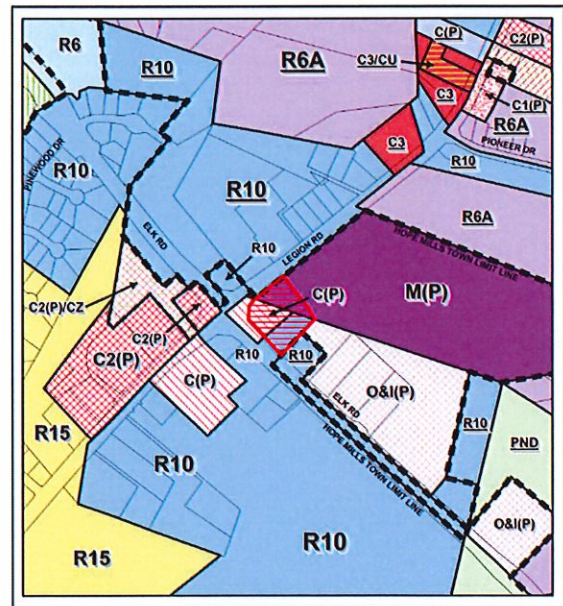 R6
R10
R6A
C(P)
C2(P)
C3/CU
C3
C1(P)
R6A
PIONEER DR
C3
R10
PINEWOOD DR
R10
R10
R6A
ELK RD
R10
LEGION RD
HOPE MILLS TOWN LIMIT LINE
M(P)
C2(P)/CZ
C2(P)
C(P)
C2(P)
R10
R10
C(P)
O&I(P)
ELK RD
R10
HOPE MILLS TOWN LIMIT LINE
R15
R10
PND
O&I(P)
R10
R15